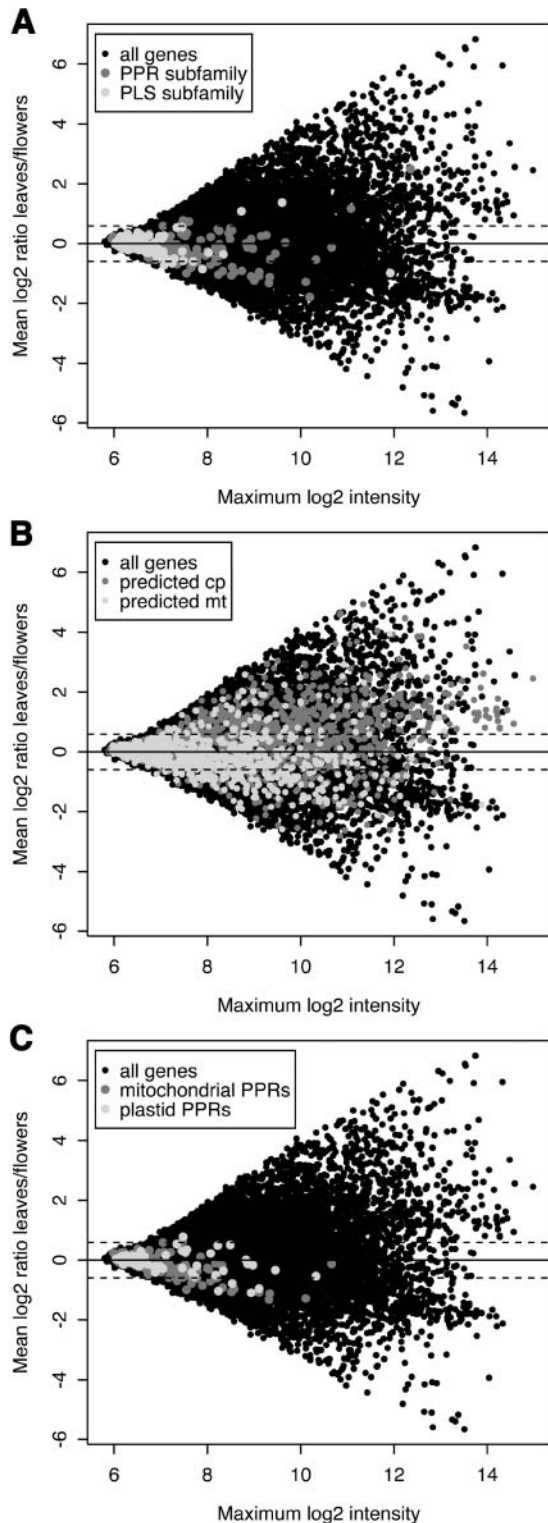 A
all genes
PPR subfamily
PLS subfamily
Mean log2 ratio leaves/flowers
6
4
2
0
-2
-4
-6
6 8 10 12 14
Maximum log2 intensity
B
all genes
predicted cp
predicted mt
Mean log2 ratio leaves/flowers
6
4
2
0
-2
-4
-6
6 8 10 12 14
Maximum log2 intensity
C
all genes
mitochondrial PPRs
plastid PPRs
Mean log2 ratio leaves/flowers
6
4
2
0
-2
-4
-6
6 8 10 12 14
Maximum log2 intensity